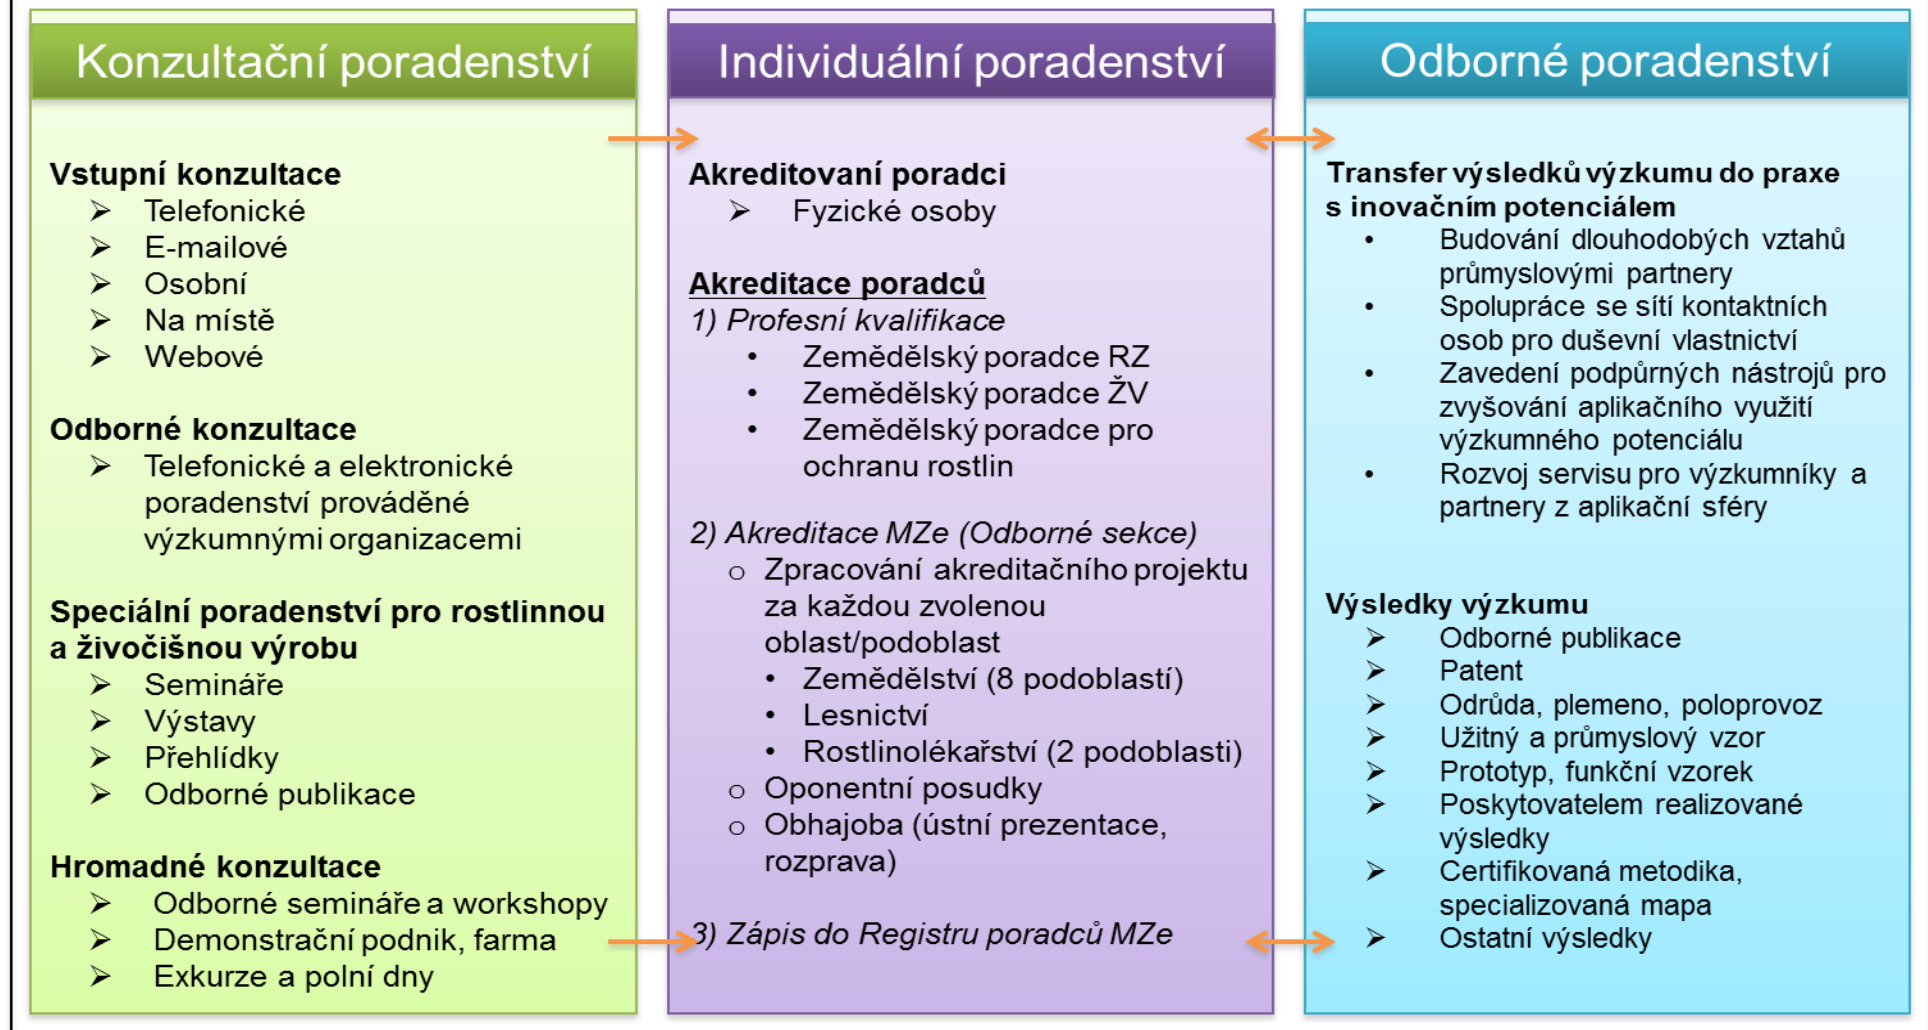 Konzultační poradenství
Vstupní konzultace
➢ Telefonické
➢ E-mailové
➢ Osobní
➢ Na místě
➢ Webové
Odborné konzultace
➢ Telefonické a elektronické
poradenství prováděné
výzkumnými organizacemi
Speciální poradenství pro rostlinnou
a živočišnou výrobu
➢ Semináře
➢ Výstavy
➢ Přehlídky
➢ Odborné publikace
Hromadné konzultace
➢ Odborné semináře a workshopy
➢ Demonstrační podnik, farma
➢ Exkurze a polní dny
Individuální poradenství
Akreditovaní poradci
➢ Fyzické osoby
Akreditace poradců
1) Profesní kvalifikace
• Zemědělský poradce RZ
• Zemědělský poradce ŽV
• Zemědělský poradce pro
ochranu rostlin
2) Akreditace MZe (Odborné sekce)
o Zpracování akreditačního projektu
za každou zvolenou
oblast/podoblast
• Zemědělství (8 podoblastí)
• Lesnictví
• Rostlinolékařství (2 podoblasti)
o Oponentní posudky
o Obhajoba (ústní prezentace,
rozprava)
3) Zápis do Registru poradců MZe
Odborné poradenství
Transfer výsledků výzkumu do praxe
s inovačním potenciálem
• Budování dlouhodobých vztahů
průmyslovými partnery
• Spolupráce se sítí kontaktních
osob pro duševní vlastnictví
• Zavedení podpůrných nástrojů pro
zvyšování aplikačního využití
výzkumného potenciálu
• Rozvoj servisu pro výzkumníky a
partnery z aplikační sféry
Výsledky výzkumu
➢ Odborné publikace
➢ Patent
➢ Odrůda, plemeno, poloprovoz
➢ Užitný a průmyslový vzor
➢ Prototyp, funkční vzorek
➢ Poskytovatelem realizované
výsledky
➢ Certifikovaná metodika,
specializovaná mapa
➢ Ostatní výsledky